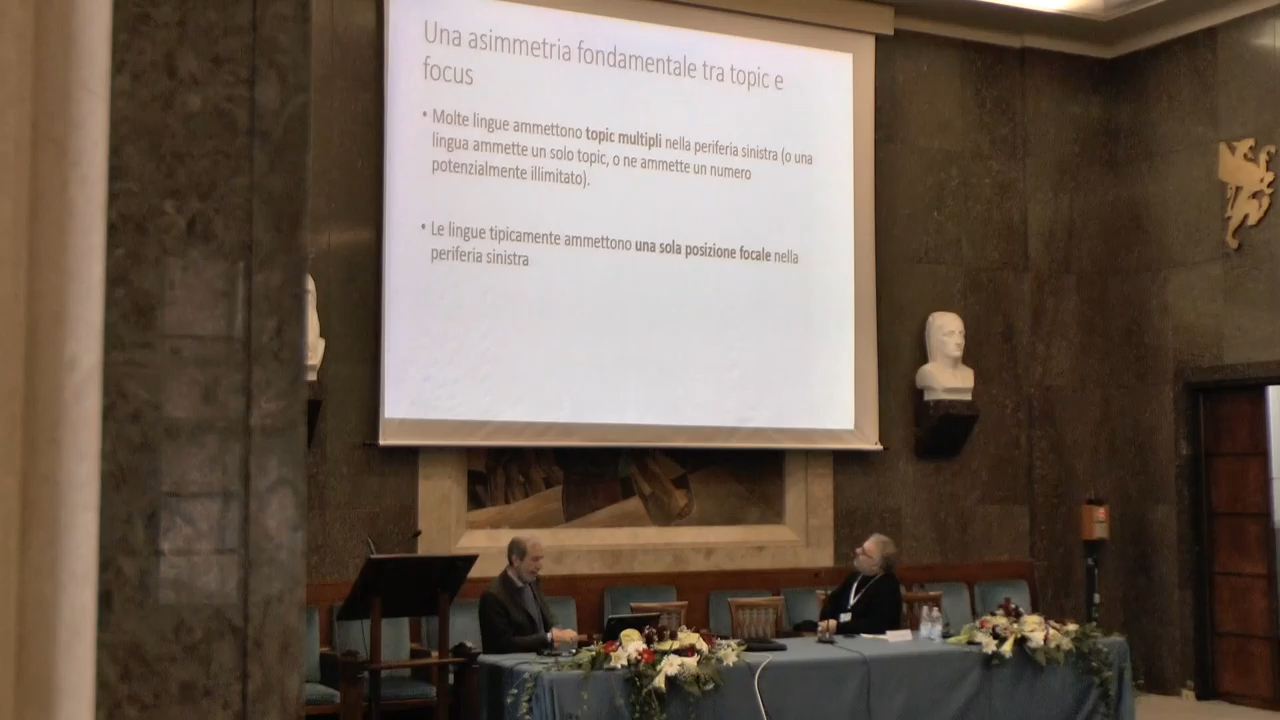 Una asimmetria fondamentale tra topic e
focus
• Molte lingue ammettono topic multipli nella periferia sinistra (o una
lingua ammette un solo topic, o ne ammette un numero
potenzialmente illimitato).
• Le lingue tipicamente ammettono una sola posizione focale nella
periferia sinistra